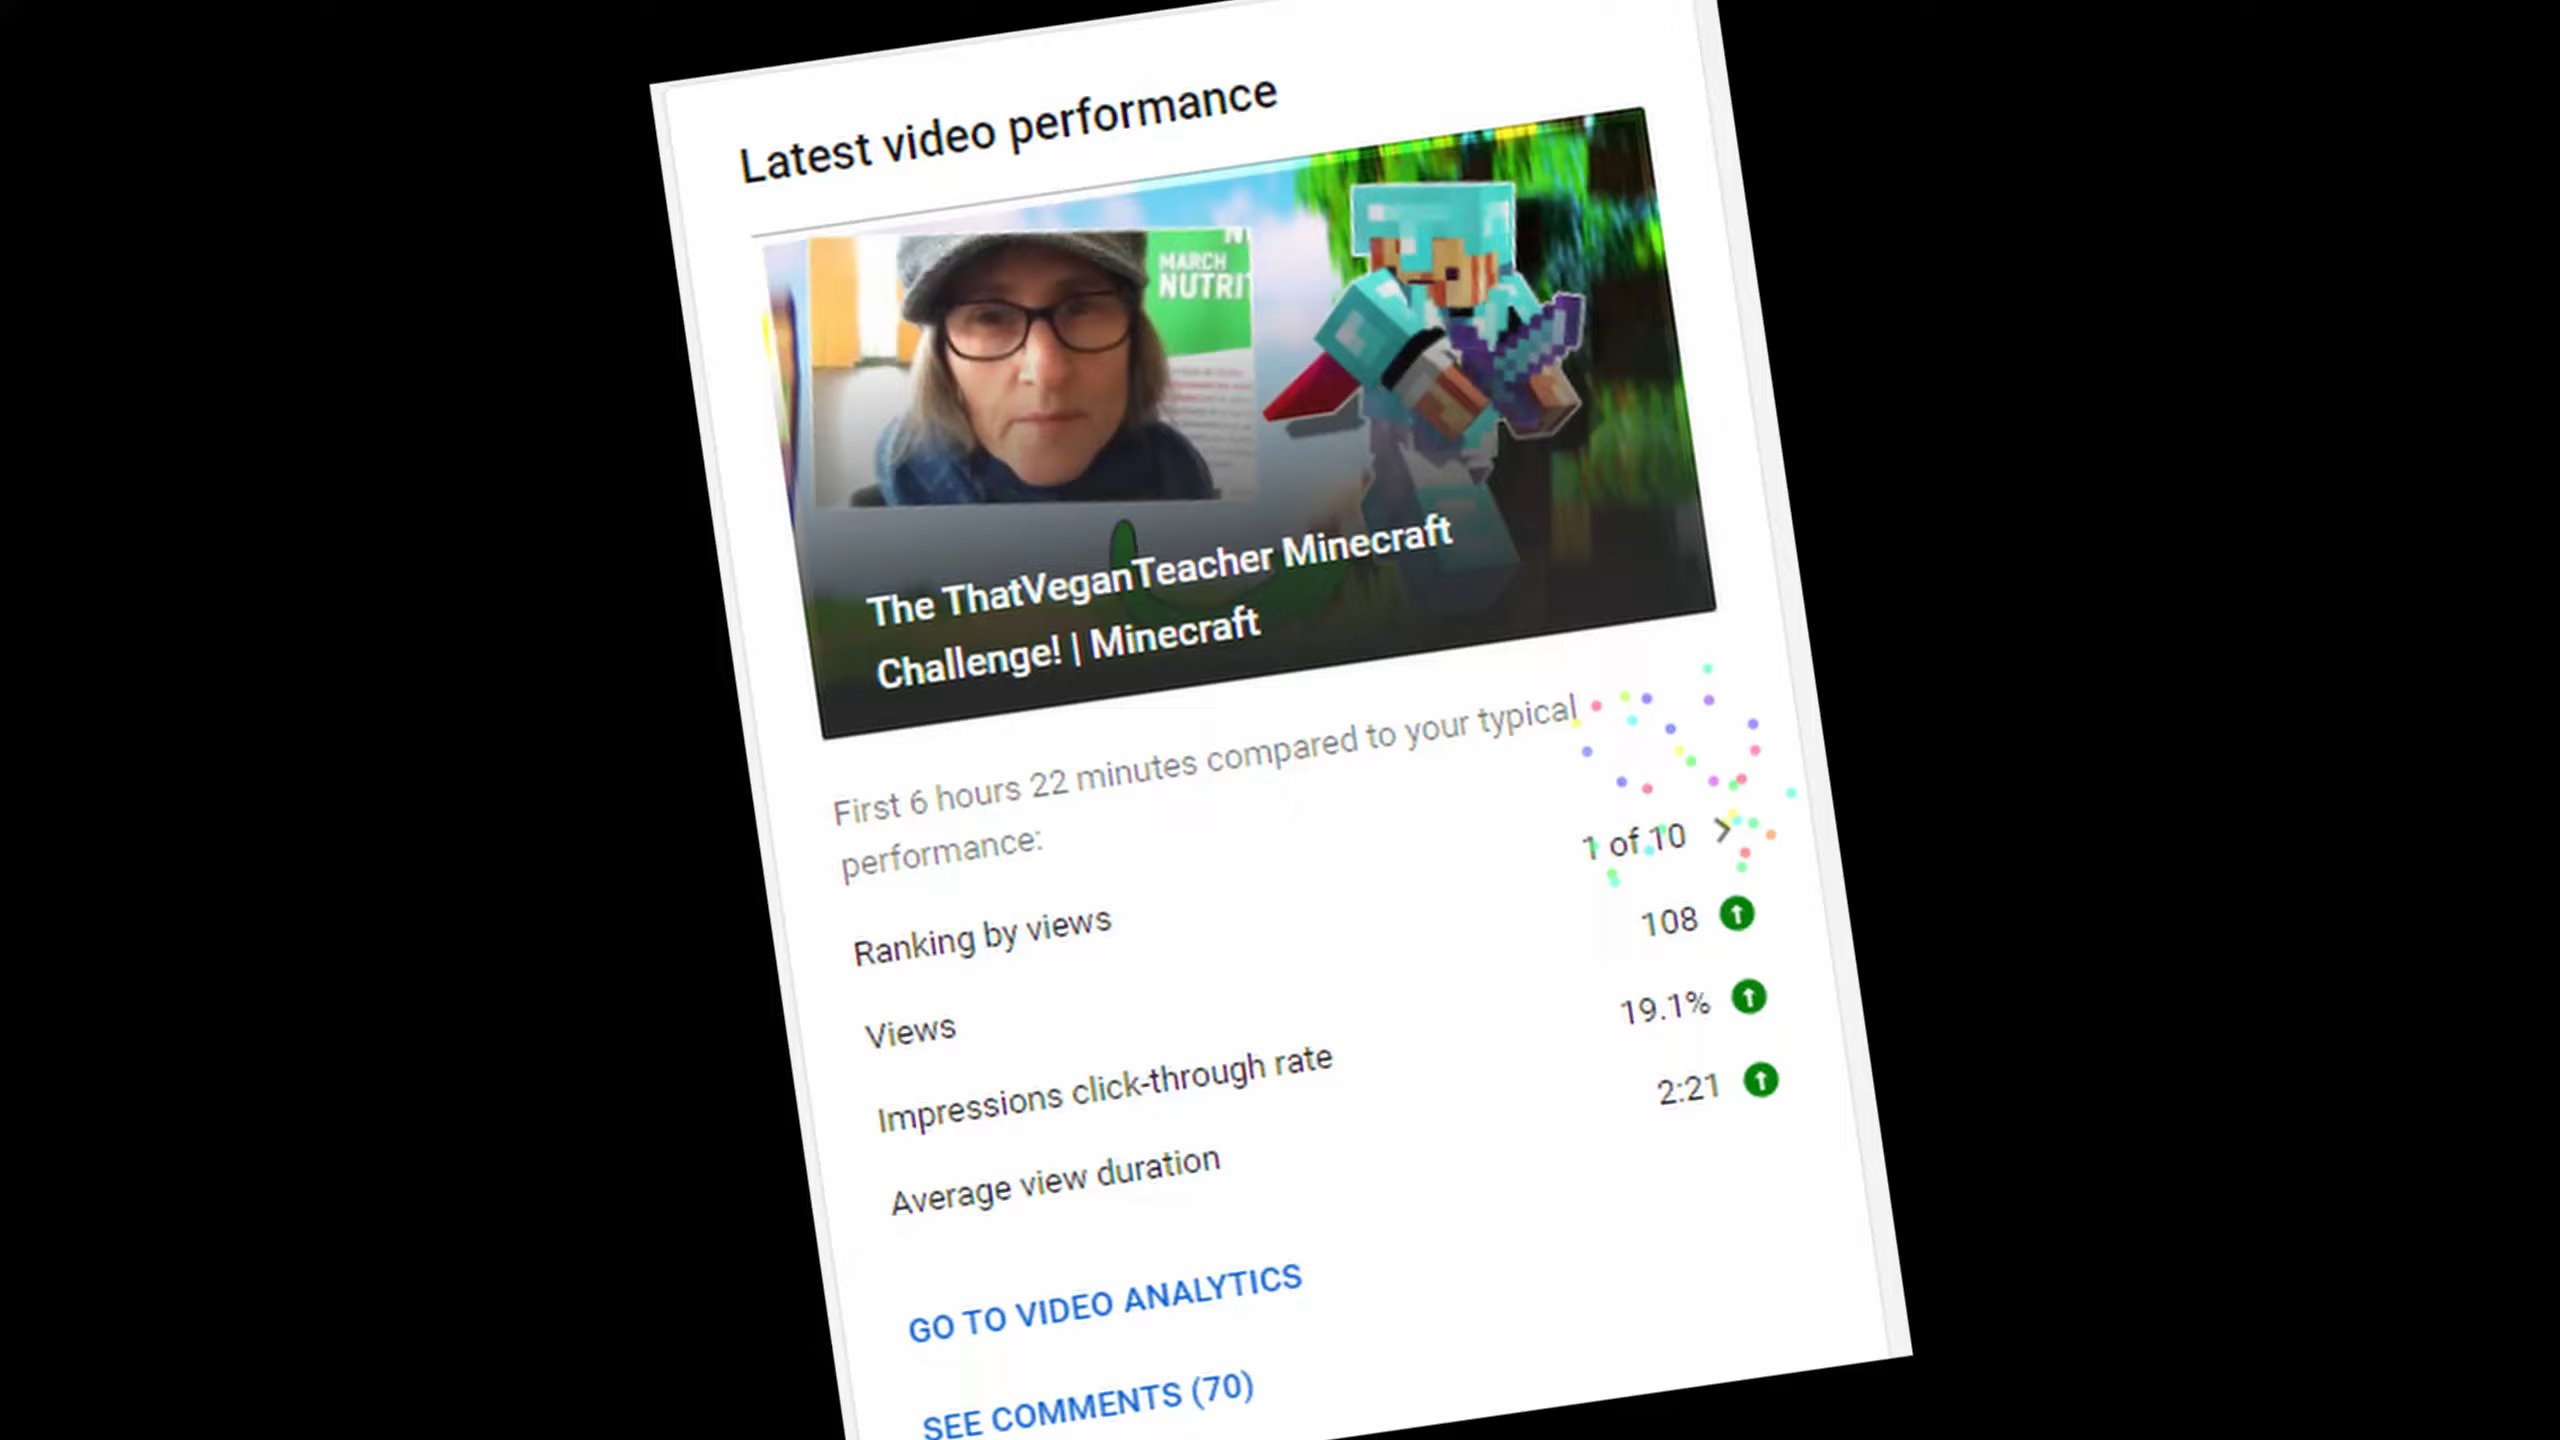 Latest video performance
MARCH
NUTRI
The ThatVeganTeacher Minecraft
Challenge! | Minecraft
First 6 hours 22 minutes compared to your typical
performance:
Ranking by views 1 of 10
Views 108
Impressions click-through rate 19.1%
Average view duration 2:21
GO TO VIDEO ANALYTICS
SEE COMMENTS (70)